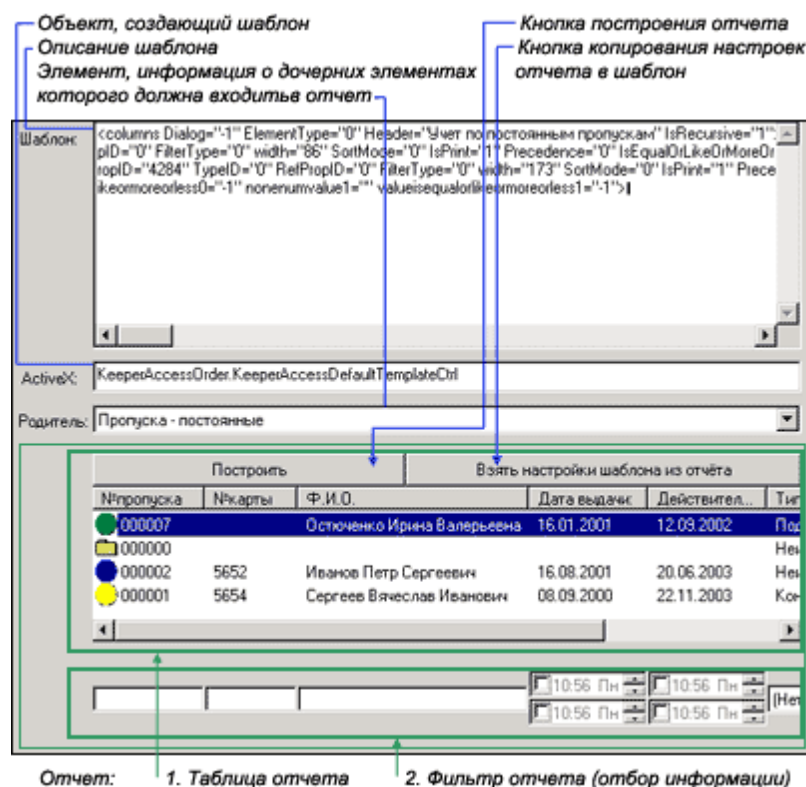 Объект, создающий шаблон
Кнопка построения отчета
Описание шаблона
Кнопка копирования настроек
Элемент, информация о дочерних элементах
отчета в шаблон
которого должна входитьв отчет
Шаблон:
<columns Dialog="-1" ElementType="0" Header="Учет по постоянным пропускам" IsRecursive="1"
pID="0" FilterType="0" width="86" SortMode="0" IsPrint="1" Precedence="0" IsEqualOrLikeOrMoreOr
ropID="4284" TypeID="0" RefPropID="0" FilterType="0" width="173" SortMode="0" IsPrint="1" Prece
ikeormoreorless0="-1" nonenumvalue1="" valueisequalorlikeormoreorless1="-1">
ActiveX: KeeperAccessOrder.KeeperAccessDefaultTemplateCtrl
Родитель: Пропуска - постоянные
Построить Взять настройки шаблона из отчёта
№пропуска №карты Ф.И.О. Дата выдачи: Действител... Тип
000007 Остюченко Ирина Валерьевна 16.01.2001 12.09.2002 Пор
000000 Неи
000002 5652 Иванов Петр Сергеевич 16.08.2001 20.06.2003 Неи
000001 5654 Сергеев Вячеслав Иванович 08.09.2000 22.11.2003 Кон
10:56 Пн 10:56 Пн (Нет
10:56 Пн 10:56 Пн
Отчет: 1. Таблица отчета 2. Фильтр отчета (отбор информации)